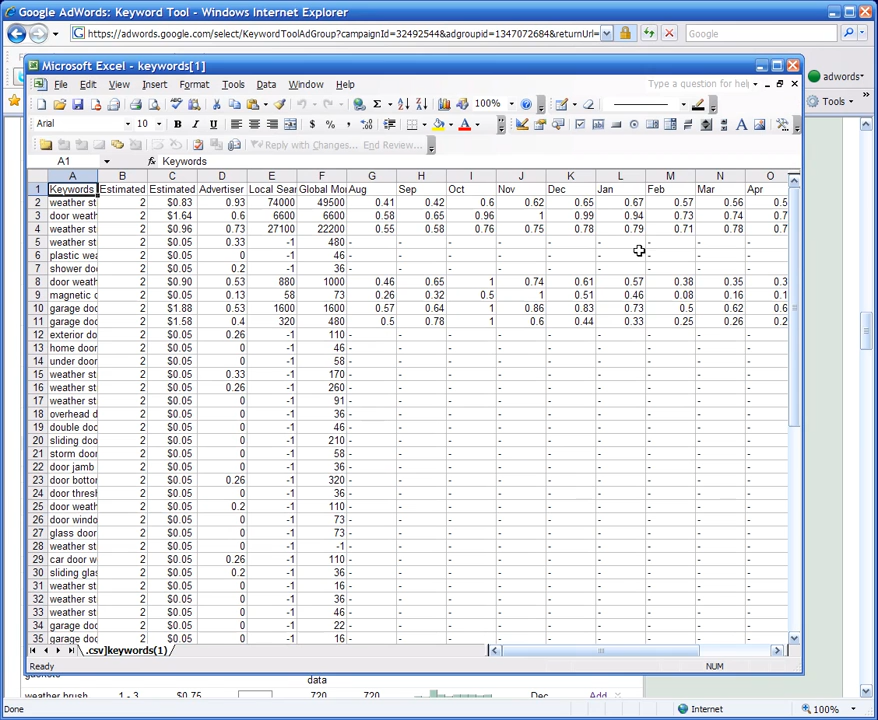 Google AdWords: Keyword Tool - Windows Internet Explorer
https://adwords.google.com/select/KeywordToolAdGroup?campaignId=32492544&adgroupid=1347072684&returnUrl=
Google
Microsoft Excel - keywords[1]
adwords
File Edit View Insert Format Tools Data Window Help
Type a question for help
Tools
100%
Arial 10 B I U $ % ,
Reply with Changes... End Review...
A1 fx Keywords
A B C D E F G H I J K L M N O
1 Keywords Estimated Estimated Advertiser Local Sear Global Mo Aug Sep Oct Nov Dec Jan Feb Mar Apr
2 weather st 2 $0.83 0.93 74000 49500 0.41 0.42 0.6 0.62 0.65 0.67 0.57 0.56 0.5
3 door weath 2 $1.64 0.6 6600 6600 0.58 0.65 0.96 1 0.99 0.94 0.73 0.74 0.7
4 weather st 2 $0.96 0.73 27100 22200 0.55 0.58 0.76 0.75 0.78 0.79 0.71 0.78 0.7
5 weather st 2 $0.05 0.33 -1 480 - - - - - - - - -
6 plastic wea 2 $0.05 0 -1 46 - - - - - - - - -
7 shower doo 2 $0.05 0.2 -1 36 - - - - - - - - -
8 door weath 2 $0.90 0.53 880 1000 0.46 0.65 1 0.74 0.61 0.57 0.38 0.35 0.3
9 magnetic c 2 $0.05 0.13 58 73 0.26 0.32 0.5 1 0.51 0.46 0.08 0.16 0.1
10 garage doo 2 $1.88 0.53 1600 1600 0.57 0.64 1 0.86 0.83 0.73 0.5 0.62 0.6
11 garage doo 2 $1.58 0.4 320 480 0.5 0.78 1 0.6 0.44 0.33 0.25 0.26 0.2
12 exterior do 2 $0.05 0.26 -1 110 - - - - - - - - -
13 home door 2 $0.05 0 -1 46 - - - - - - - - -
14 under door 2 $0.05 0 -1 58 - - - - - - - - -
15 weather st 2 $0.05 0.33 -1 170 - - - - - - - - -
16 weather st 2 $0.05 0.26 -1 260 - - - - - - - - -
17 weather st 2 $0.05 0 -1 91 - - - - - - - - -
18 overhead d 2 $0.05 0 -1 36 - - - - - - - - -
19 double doo 2 $0.05 0 -1 46 - - - - - - - - -
20 sliding doo 2 $0.05 0 -1 210 - - - - - - - - -
21 storm door 2 $0.05 0 -1 58 - - - - - - - - -
22 door jamb 2 $0.05 0 -1 36 - - - - - - - - -
23 door bottor 2 $0.05 0.26 -1 320 - - - - - - - - -
24 door thresh 2 $0.05 0 -1 36 - - - - - - - - -
25 door weath 2 $0.05 0.2 -1 110 - - - - - - - - -
26 door windo 2 $0.05 0 -1 73 - - - - - - - - -
27 glass door 2 $0.05 0 -1 73 - - - - - - - - -
28 weather st 2 $0.05 0 -1 -1 - - - - - - - - -
29 car door w 2 $0.05 0.26 -1 110 - - - - - - - - -
30 sliding glas 2 $0.05 0.2 -1 36 - - - - - - - - -
31 weather st 2 $0.05 0 -1 16 - - - - - - - - -
32 weather st 2 $0.05 0 -1 36 - - - - - - - - -
33 weather st 2 $0.05 0 -1 46 - - - - - - - - -
34 garage doo 2 $0.05 0 -1 22 - - - - - - - - -
35 garage doo 2 $0.05 0 -1 16 - - - - - - - - -
.csv]keywords(1)
Ready NUM
gaskets data
weather brush 1 - 3 $0.75 720 720 Dec Add
Done Internet 100%